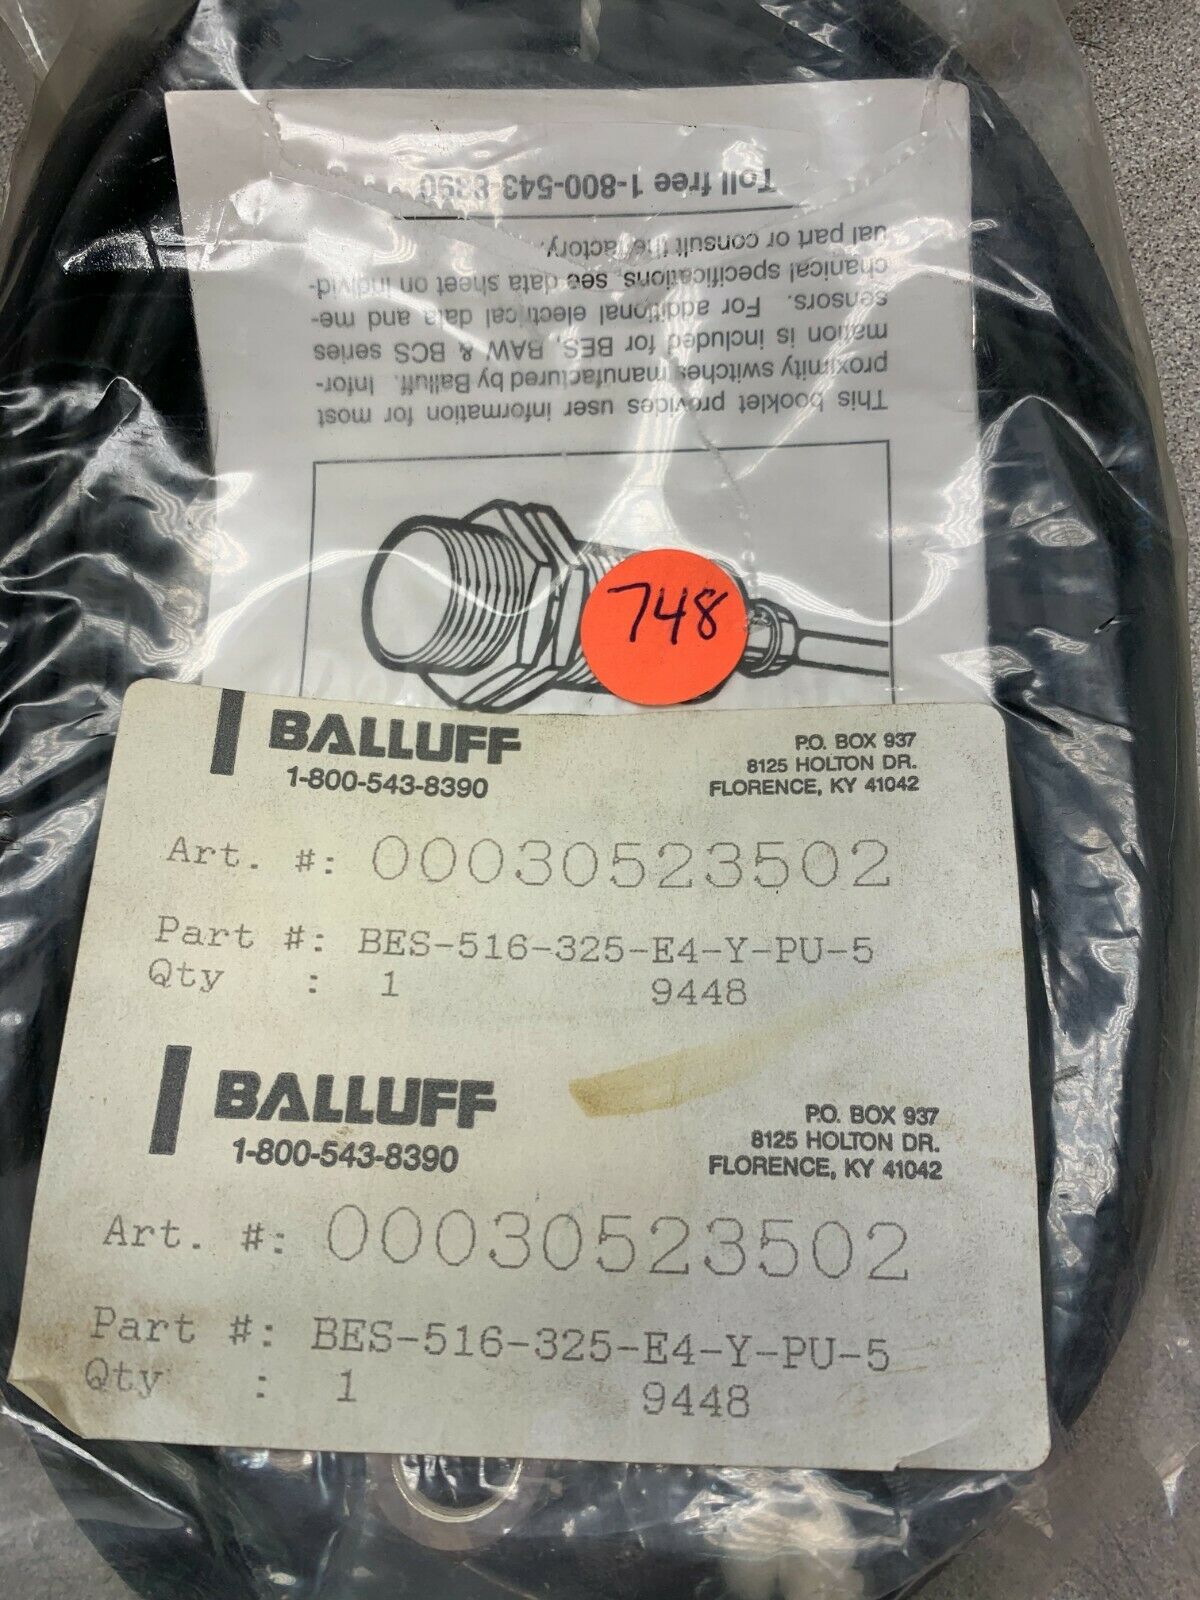 Toll free 1-800-543-8390
ual part or consult the factory.
chanical specifications, see data sheet on individ-
sensors. For additional electrical data and me-
mation is included for BES, BAW & BCS series
proximity switches manufactured by Balluff. Infor-
This booklet provides user information for most
748
BALLUFF
1-800-543-8390
P.O. BOX 937
8125 HOLTON DR.
FLORENCE, KY 41042
Art. #: 00030523502
Part #: BES-516-325-E4-Y-PU-5
Qty : 1 9448
BALLUFF
1-800-543-8390
P.O. BOX 937
8125 HOLTON DR.
FLORENCE, KY 41042
Art. #: 00030523502
Part #: BES-516-325-E4-Y-PU-5
Qty : 1 9448